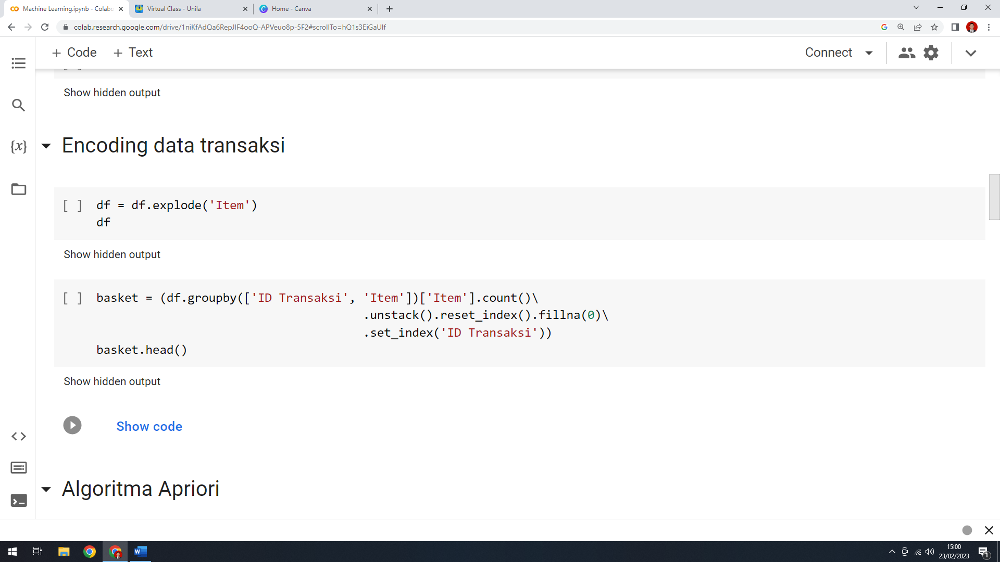 Machine Learning.ipynb - Colabo
Virtual Class - Unila
Home - Canva
colab.research.google.com/drive/1niKfAdQa6RepJIF4ooQ-APVeuo8p-5F2#scrollTo=hQ1s3EiGaUIf
+ Code + Text
Connect
Show hidden output
{x}
Encoding data transaksi
[ ] df = df.explode('Item')
df
Show hidden output
[ ] basket = (df.groupby(['ID Transaksi', 'Item'])['Item'].count()\
.unstack().reset_index().fillna(0)\
.set_index('ID Transaksi'))
basket.head()
Show hidden output
Show code
Algoritma Apriori
15:00
23/02/2023
1